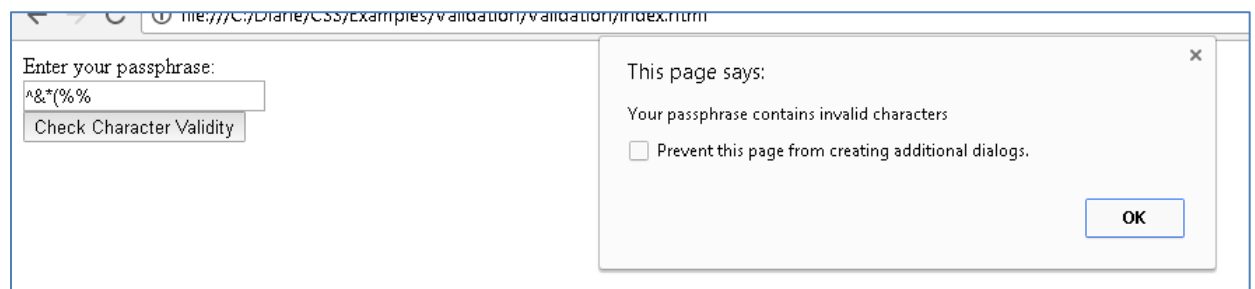 file:///C:/Diane/CSS/Examples/Validation/Validation/index.html
Enter your passphrase:
^&*(%%
Check Character Validity
This page says:
Your passphrase contains invalid characters
Prevent this page from creating additional dialogs.
OK